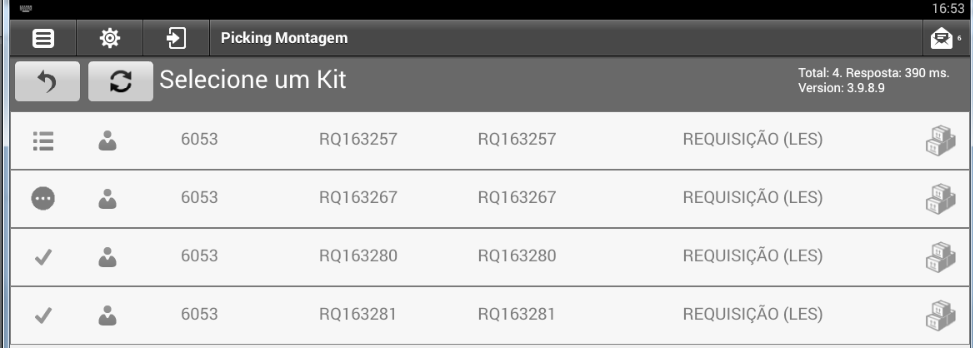 16:53
Picking Montagem
6
Selecione um Kit
Total: 4. Resposta: 390 ms.
Version: 3.9.8.9
6053 RQ163257 RQ163257 REQUISIÇÃO (LES)
6053 RQ163267 RQ163267 REQUISIÇÃO (LES)
6053 RQ163280 RQ163280 REQUISIÇÃO (LES)
6053 RQ163281 RQ163281 REQUISIÇÃO (LES)